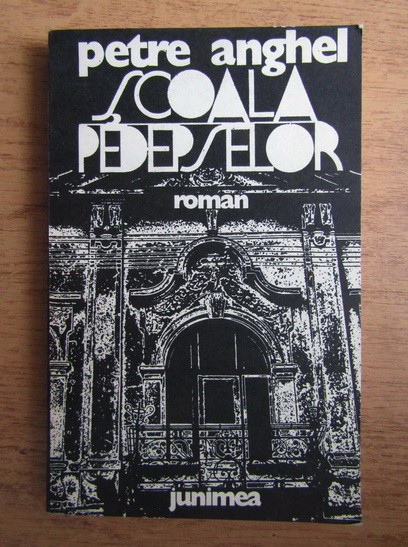 petre anghel
ȘCOALA
PEDEPSELOR
roman
junimea